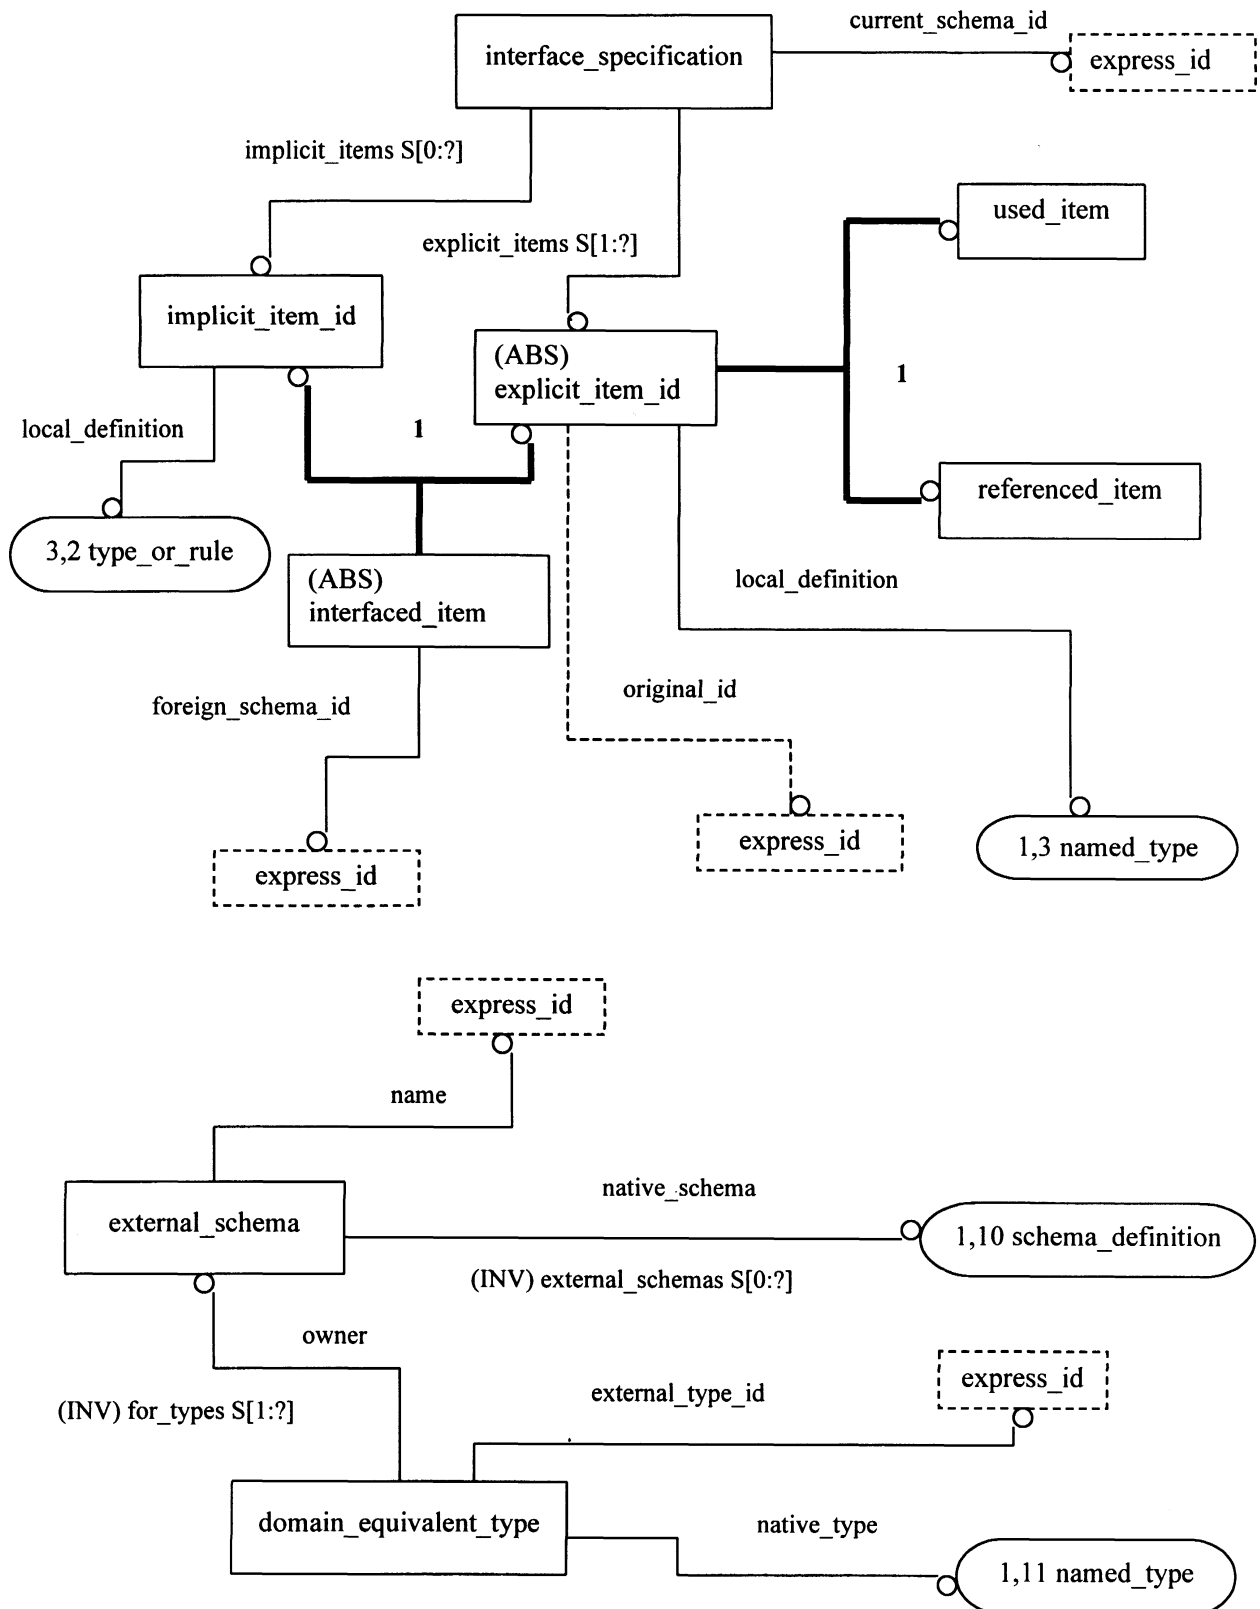 current_schema_id
interface_specification
express_id
implicit_items S[0:?]
used_item
explicit_items S[1:?]
implicit_item_id
(ABS)
explicit_item_id
1
local_definition
1
referenced_item
3,2 type_or_rule
(ABS)
interfaced_item
local_definition
original_id
foreign_schema_id
express_id
1,3 named_type
express_id
express_id
name
native_schema
external_schema
1,10 schema_definition
(INV) external_schemas S[0:?]
owner
express_id
external_type_id
(INV) for_types S[1:?]
domain_equivalent_type
native_type
1,11 named_type